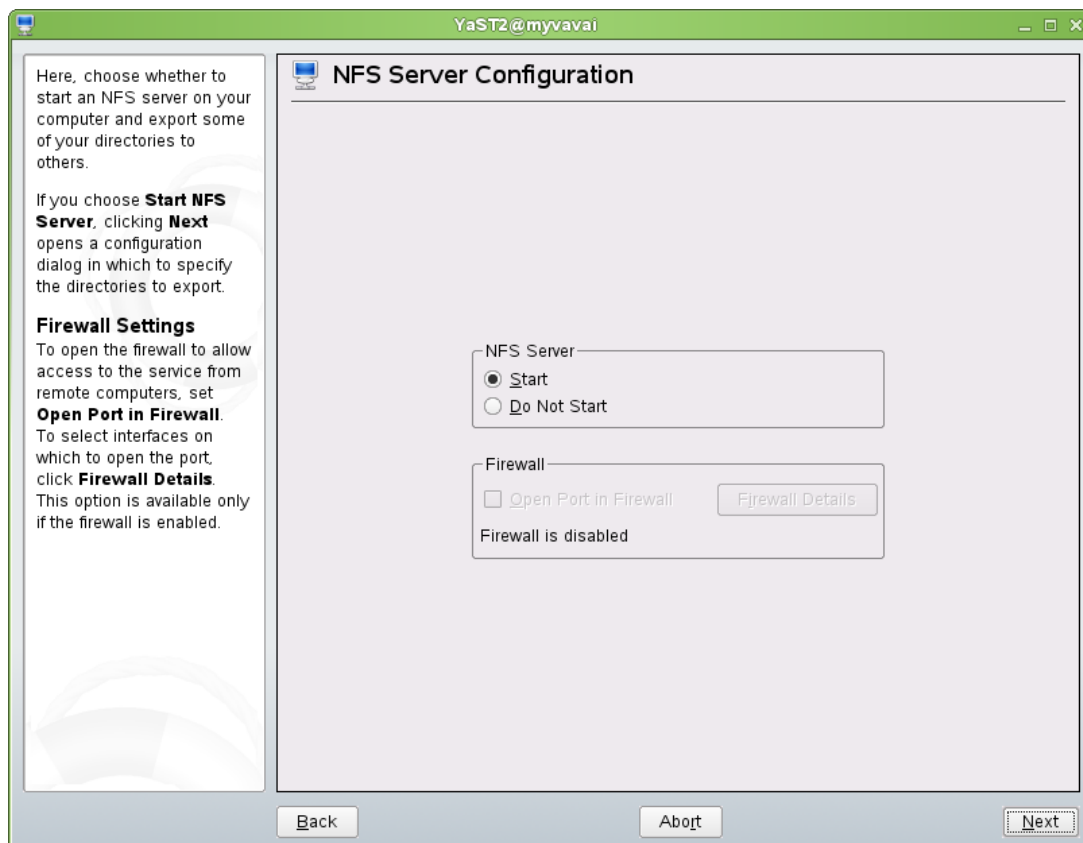 YaST2@myvavai
Here, choose whether to
start an NFS server on your
computer and export some
of your directories to
others.
If you choose Start NFS
Server, clicking Next
opens a configuration
dialog in which to specify
the directories to export.
Firewall Settings
To open the firewall to allow
access to the service from
remote computers, set
Open Port in Firewall.
To select interfaces on
which to open the port,
click Firewall Details.
This option is available only
if the firewall is enabled.
NFS Server Configuration
NFS Server
Start
Do Not Start
Firewall
Open Port in Firewall
Firewall Details
Firewall is disabled
Back
Abort
Next